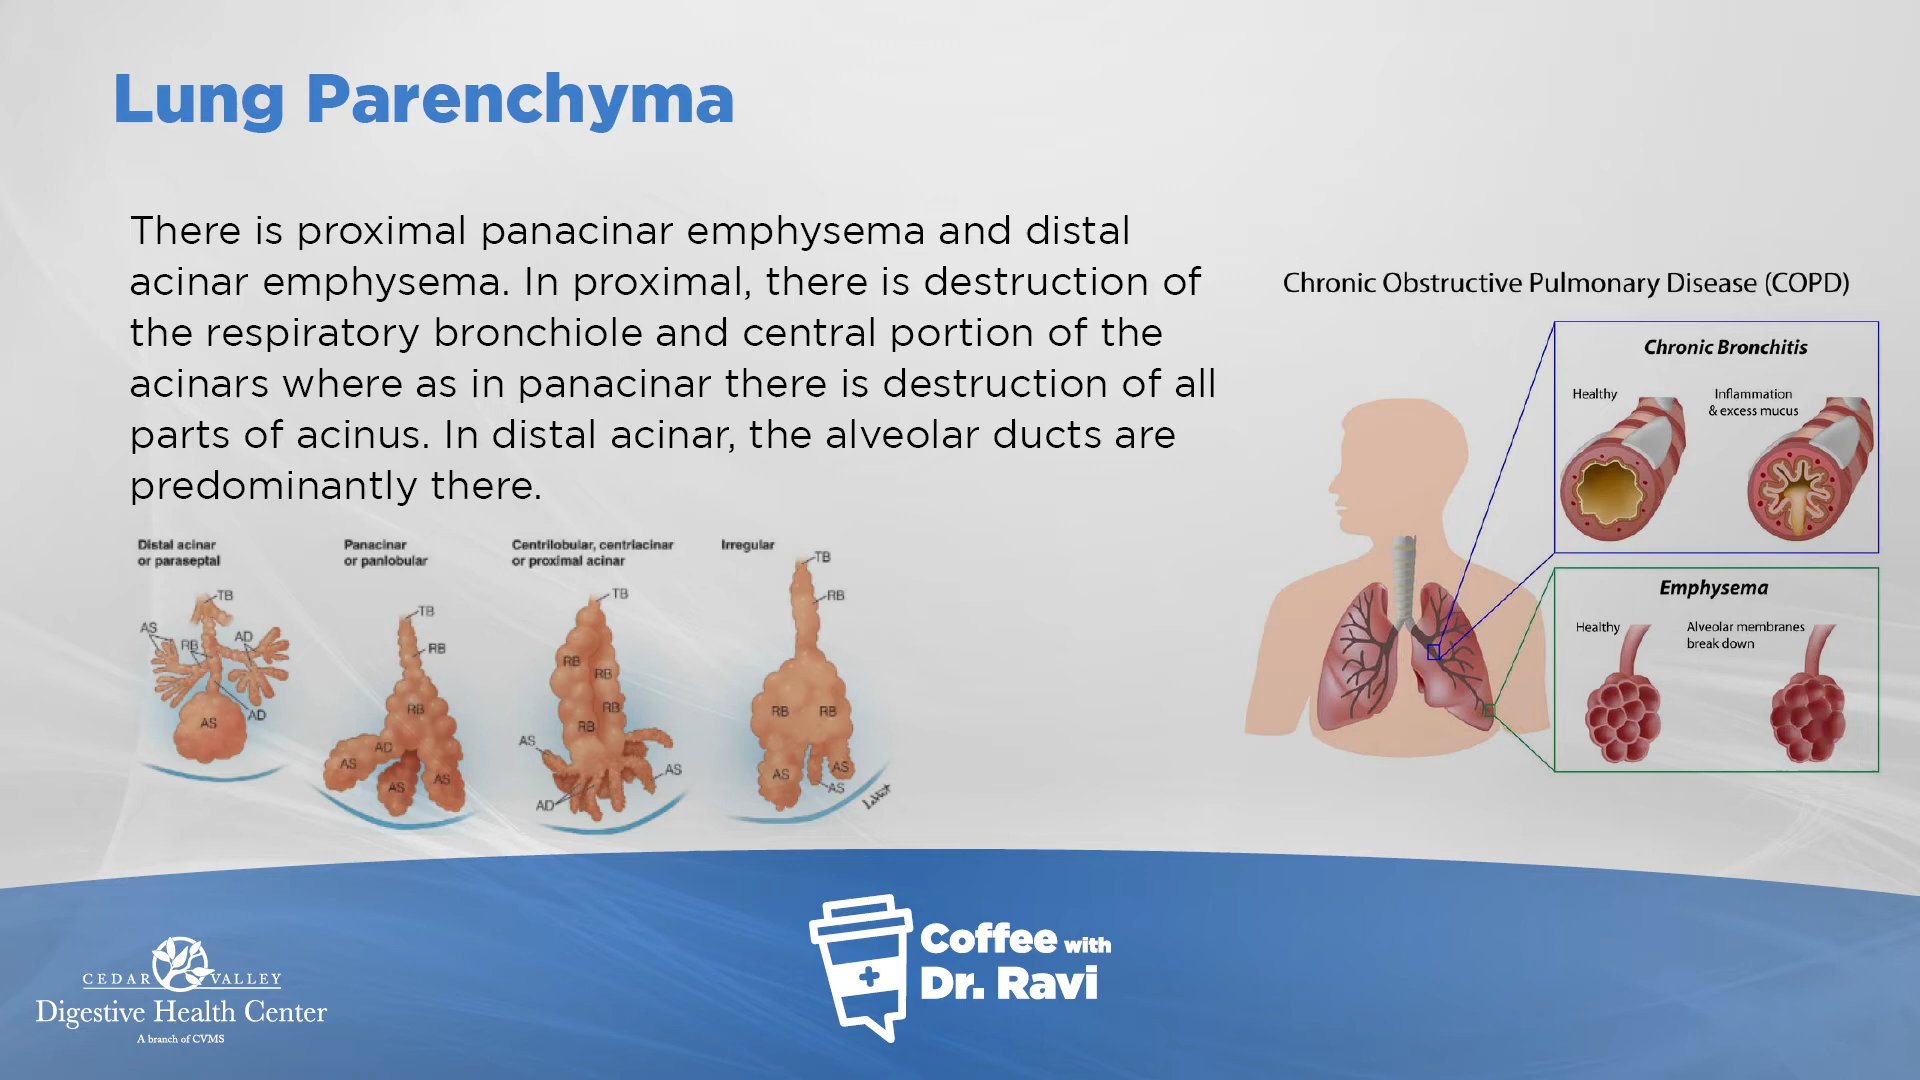 Lung Parenchyma
There is proximal panacinar emphysema and distal
acinar emphysema. In proximal, there is destruction of
the respiratory bronchiole and central portion of the
acinars where as in panacinar there is destruction of all
parts of acinus. In distal acinar, the alveolar ducts are
predominantly there.
Distal acinar
or paraseptal
TB
AS
RB
AD
AS
AD
Panacinar
or panlobular
TB
RB
RB
AD
AS
AS
AS
Centrilobular, centriacinar
or proximal acinar
TB
RB
RB
RB
RB
AS
AS
AD
Irregular
TB
RB
RB
RB
AS
AS
AS
Chronic Obstructive Pulmonary Disease (COPD)
Chronic Bronchitis
Healthy
Inflammation
& excess mucus
Emphysema
Healthy
Alveolar membranes
break down
CEDAR VALLEY
Digestive Health Center
A branch of CVMS
Coffee with
Dr. Ravi